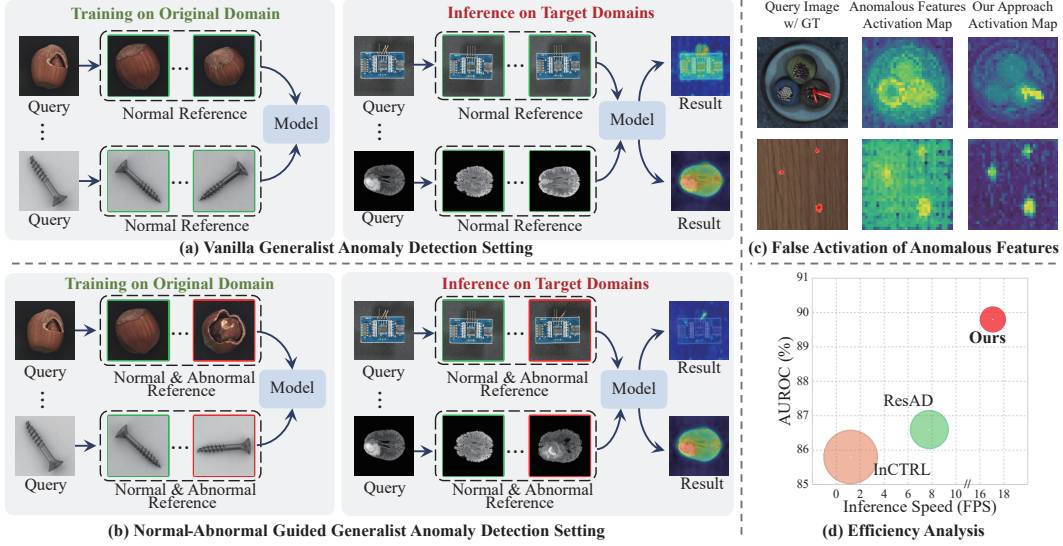 Training on Original Domain
Inference on Target Domains
Query
Normal Reference
Model
Query
Normal Reference
Query
Normal Reference
Model
Result
Query
Normal Reference
Result
(a) Vanilla Generalist Anomaly Detection Setting
Training on Original Domain
Inference on Target Domains
Query
Normal & Abnormal
Reference
Model
Query
Normal & Abnormal
Reference
Query
Normal & Abnormal
Reference
Model
Result
Query
Normal & Abnormal
Reference
Result
(b) Normal-Abnormal Guided Generalist Anomaly Detection Setting
Query Image
w/ GT
Anomalous Features
Activation Map
Our Approach
Activation Map
(c) False Activation of Anomalous Features
AUROC (%)
90
89
88
87
86
85
Ours
ResAD
InCTRL
0 2 4 6 8 10 // 16 18
Inference Speed (FPS)
(d) Efficiency Analysis